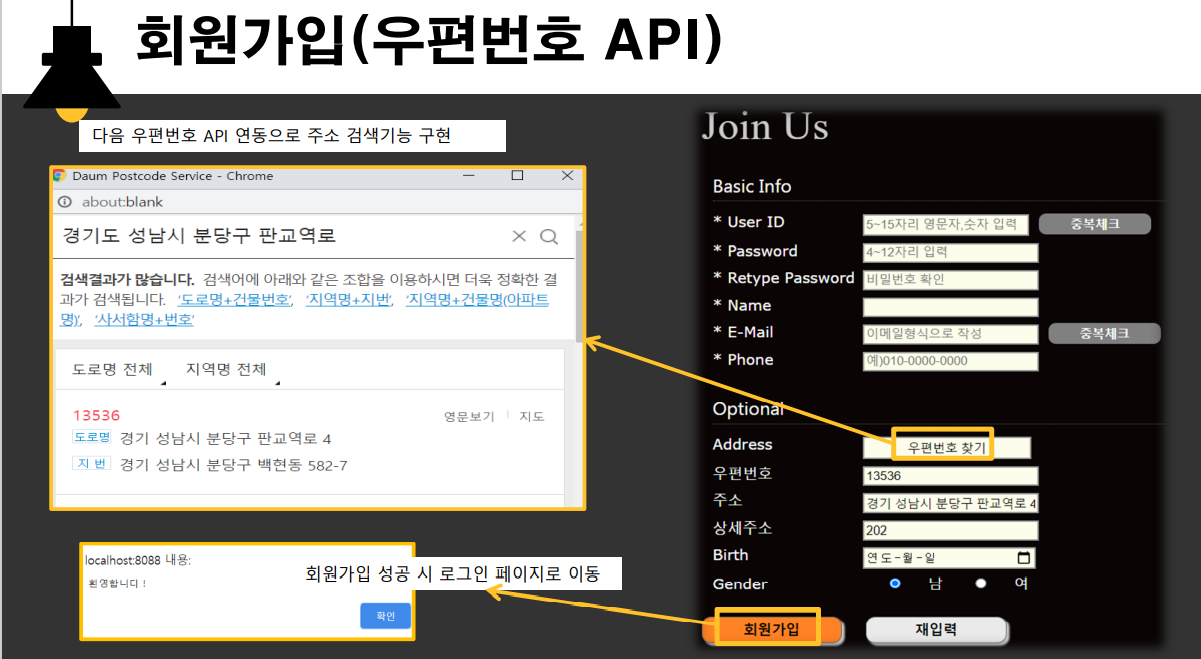 회원가입(우편번호 API)
다음 우편번호 API 연동으로 주소 검색기능 구현
Daum Postcode Service - Chrome
about:blank
경기도 성남시 분당구 판교역로
검색결과가 많습니다. 검색어에 아래와 같은 조합을 이용하시면 더욱 정확한 결
과가 검색됩니다. '도로명+건물번호', '지역명+지번', '지역명+건물명(아파트
명)', '사서함명+번호'
도로명 전체 지역명 전체
13536 영문보기 지도
도로명 경기 성남시 분당구 판교역로 4
지 번 경기 성남시 분당구 백현동 582-7
localhost:8088 내용:
환영합니다 !
확인
회원가입 성공 시 로그인 페이지로 이동
Join Us
Basic Info
* User ID 5~15자리 영문자,숫자 입력 중복체크
* Password 4~12자리 입력
* Retype Password 비밀번호 확인
* Name
* E-Mail 이메일형식으로 작성 중복체크
* Phone 예)010-0000-0000
Optional
Address 우편번호 찾기
우편번호 13536
주소 경기 성남시 분당구 판교역로 4
상세주소 202
Birth 연도-월-일
Gender 남 여
회원가입 재입력